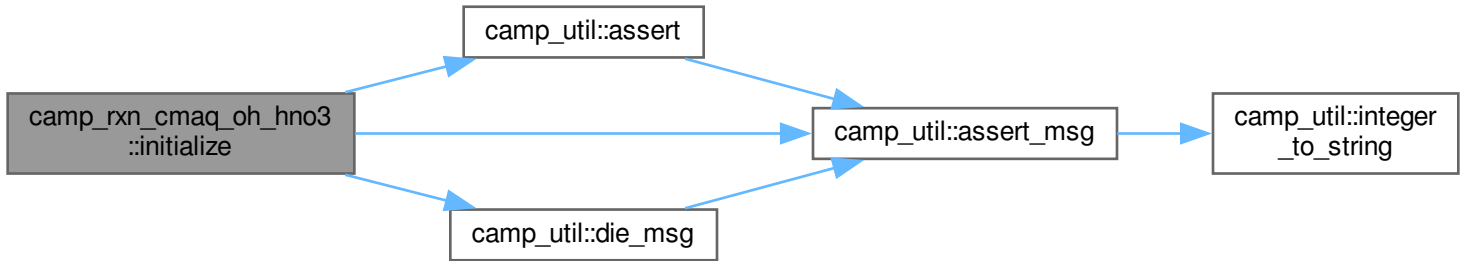 camp_util::assert
camp_rxn_cmaq_oh_hno3
::initialize
camp_util::assert_msg
camp_util::integer
_to_string
camp_util::die_msg